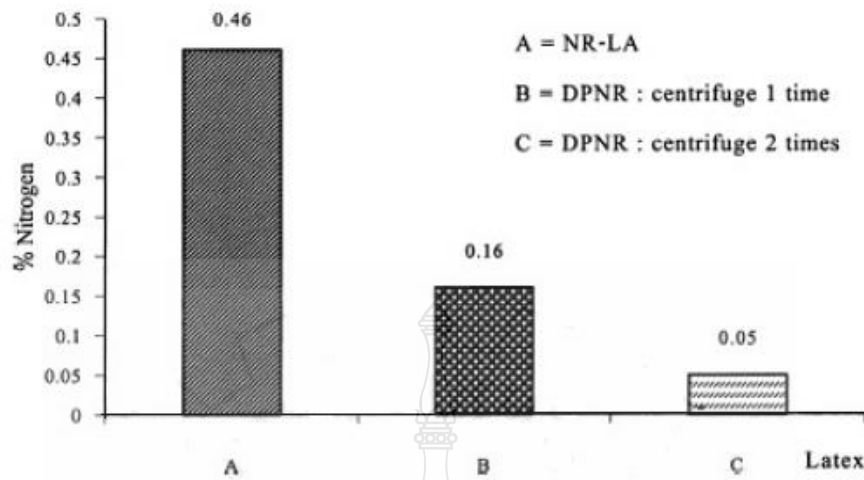 0.5
0.45
0.4
0.35
0.3
0.25
0.2
0.15
0.1
0.05
0
% Nitrogen
0.46
0.16
0.05
A = NR-LA
B = DPNR : centrifuge 1 time
C = DPNR : centrifuge 2 times
A B C Latex